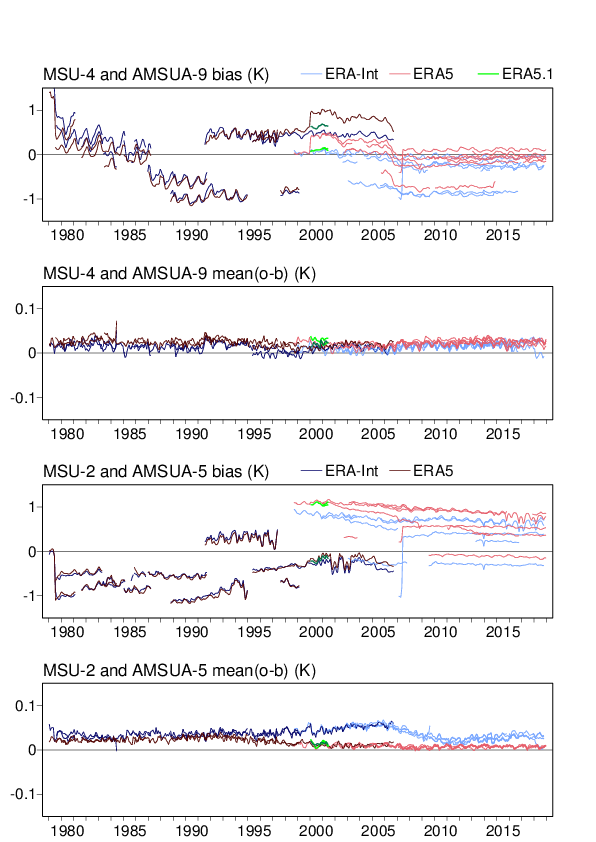 MSU-4 and AMSUA-9 bias (K) ERA-Int ERA5 ERA5.1
1
0
-1
1980 1985 1990 1995 2000 2005 2010 2015
MSU-4 and AMSUA-9 mean(o-b) (K)
0.1
0
-0.1
1980 1985 1990 1995 2000 2005 2010 2015
MSU-2 and AMSUA-5 bias (K) ERA-Int ERA5
1
0
-1
1980 1985 1990 1995 2000 2005 2010 2015
MSU-2 and AMSUA-5 mean(o-b) (K)
0.1
0
-0.1
1980 1985 1990 1995 2000 2005 2010 2015